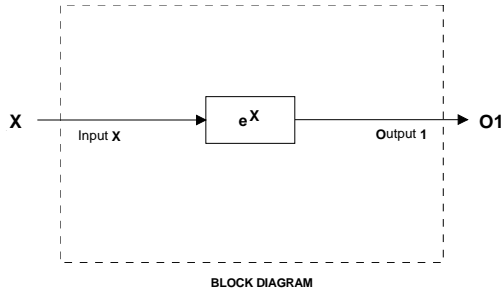 X
Input X
e^X
Output 1
O1
BLOCK DIAGRAM